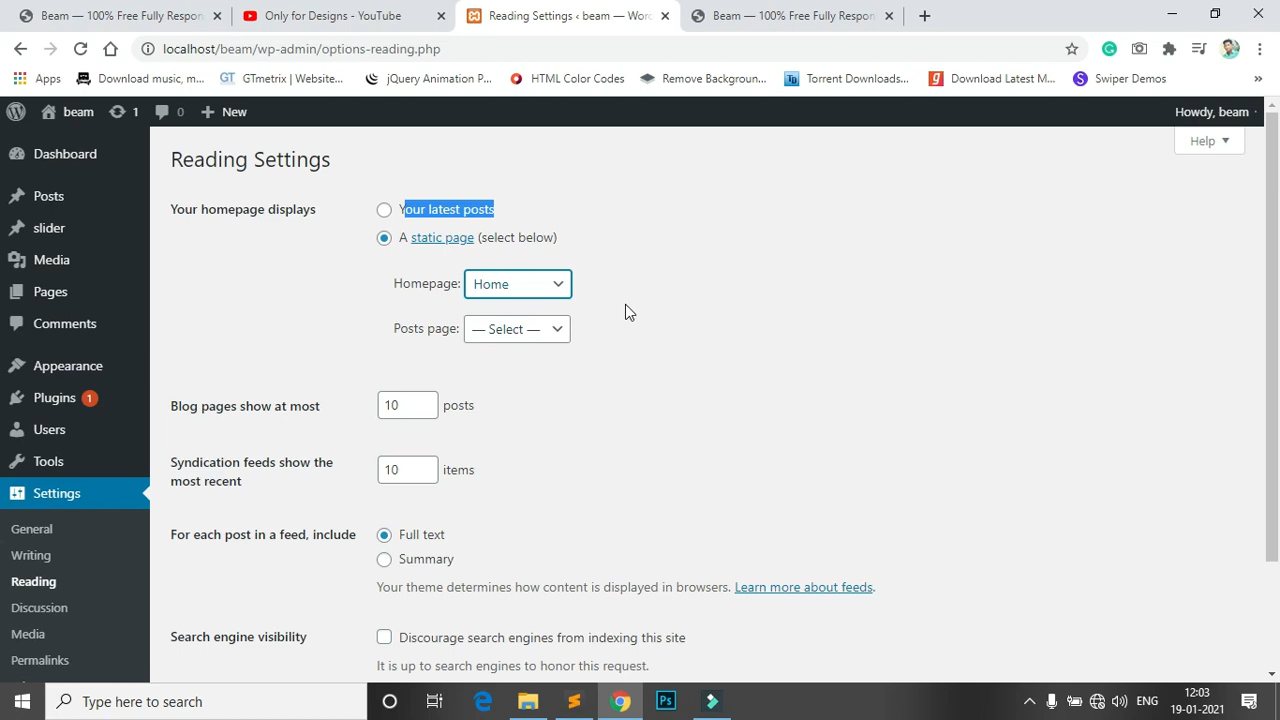 Beam — 100% Free Fully Respon
Only for Designs - YouTube
Reading Settings ‹ beam — Wor
Beam — 100% Free Fully Respon
localhost/beam/wp-admin/options-reading.php
Apps
Download music, m...
GT GTmetrix | Website...
jQuery Animation P...
HTML Color Codes
Remove Backgroun...
Torrent Downloads...
Download Latest M...
S Swiper Demos
»
beam
1
0
New
Howdy, beam
Help
Dashboard
Posts
slider
Media
Pages
Comments
Appearance
Plugins 1
Users
Tools
Settings
General
Writing
Reading
Discussion
Media
Permalinks
Reading Settings
Your homepage displays
Your latest posts
A static page (select below)
Homepage: Home
Posts page: — Select —
Blog pages show at most
10 posts
Syndication feeds show the
most recent
10 items
For each post in a feed, include
Full text
Summary
Your theme determines how content is displayed in browsers. Learn more about feeds.
Search engine visibility
Discourage search engines from indexing this site
It is up to search engines to honor this request.
Type here to search
Ps
ENG
12:03
19-01-2021